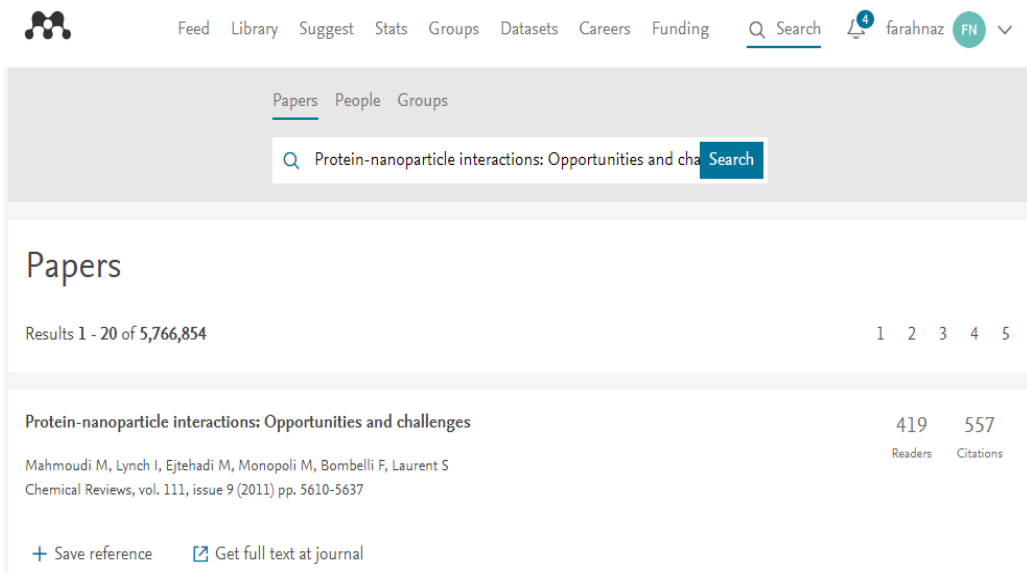 Feed Library Suggest Stats Groups Datasets Careers Funding Search 4 farahnaz FN
Papers People Groups
Protein-nanoparticle interactions: Opportunities and cha Search
Papers
Results 1 - 20 of 5,766,854 1 2 3 4 5
Protein-nanoparticle interactions: Opportunities and challenges 419 557
Readers Citations
Mahmoudi M, Lynch I, Ejtehadi M, Monopoli M, Bombelli F, Laurent S
Chemical Reviews, vol. 111, issue 9 (2011) pp. 5610-5637
+ Save reference Get full text at journal